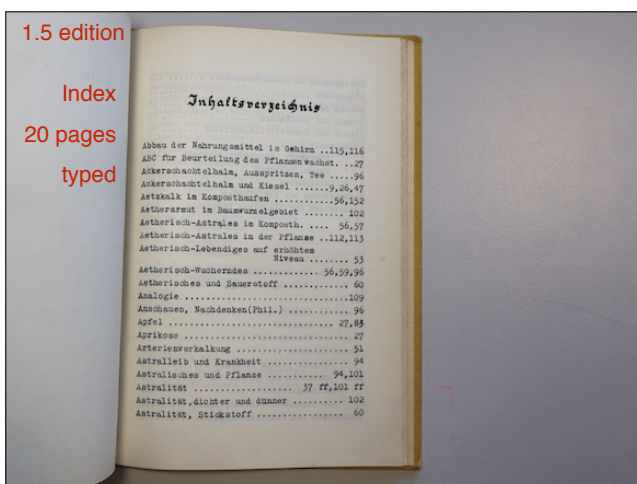 1.5 edition
Index
20 pages
typed
Inhaltsverzeichnis
Abbau der Nahrungsmittel im Gehirn ..115,116
ABC für Beurteilung des Pflanzenwachst. ..27
Ackerschachtelhalm, Ausspritzen, Tee .....96
Ackerschachtelhalm und Kiesel .......9,26,47
Aetzkalk im Komposthaufen ...........56,152
Aetherarmut im Baumwurzelgebiet ........ 102
Aetherisch-Astrales im Komposth. .... 56,57
Aetherisch-Astrales in der Pflanze ..112,113
Aetherisch-Lebendiges auf erhöhtem
Niveau ........ 53
Aetherisch-Wucherndes ............ 56,59,96
Aetherisches und Sauerstoff ............ 60
Analogie ................................109
Anschauen, Nachdenken(Phil.) ........... 96
Apfel ................................. 27,83
Aprikose ................................ 27
Arterienverkalkung ..................... 51
Astralleib und Krankheit ............... 94
Astralisches und Pflanze .......... 94,101
Astralität ..................... 37 ff,101 ff
Astralität,dichter und dünner .......... 102
Astralität, Stickstoff ................. 60